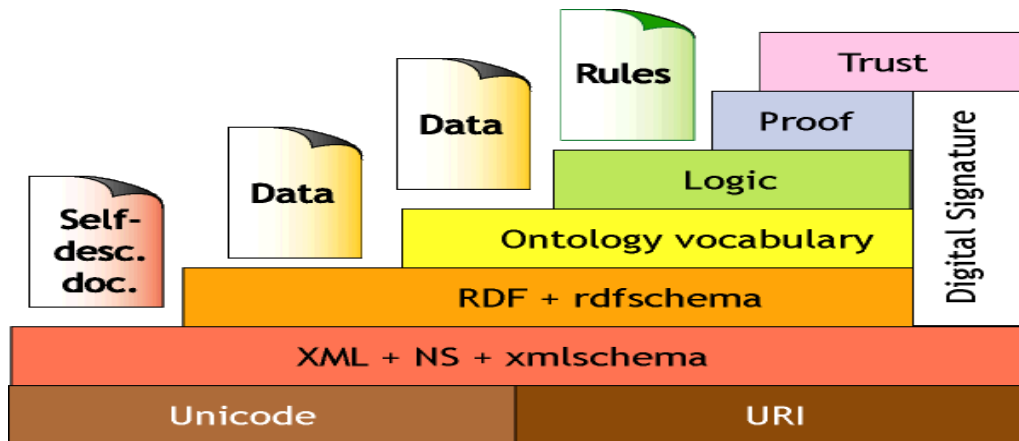 Rules
Trust
Data
Proof
Data
Logic
Self-
desc.
doc.
Ontology vocabulary
Digital Signature
RDF + rdfschema
XML + NS + xmlschema
Unicode
URI